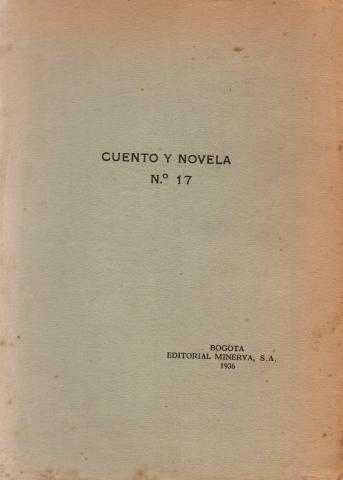 CUENTO Y NOVELA
N.º 17
BOGOTA
EDITORIAL MINERVA, S.A.
1936